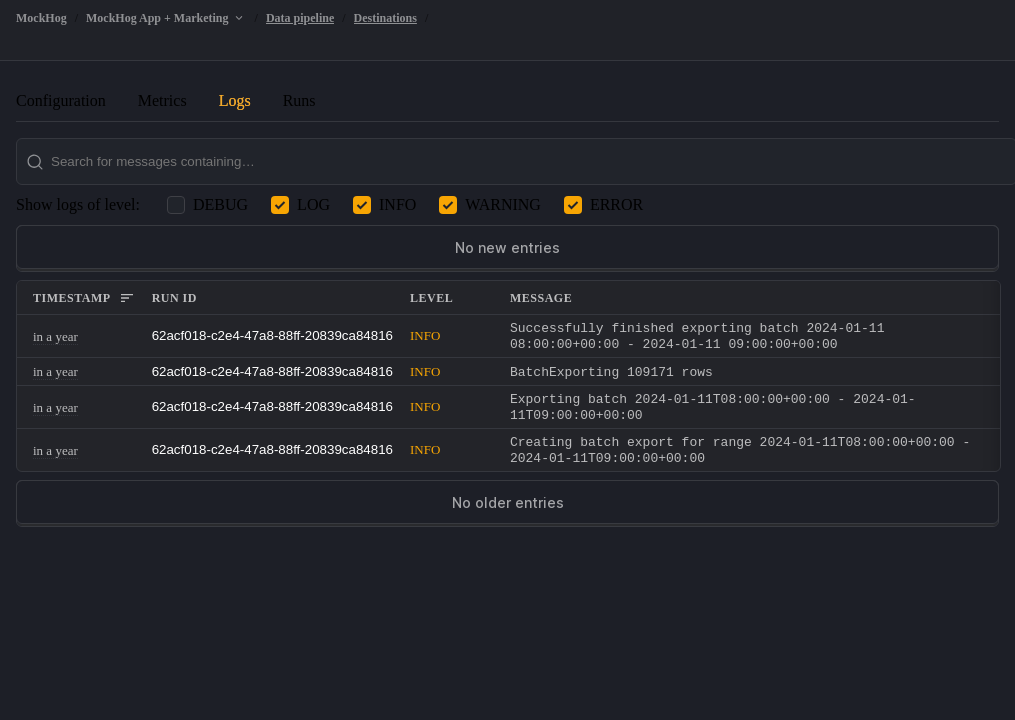 MockHog / MockHog App + Marketing / Data pipeline / Destinations /
Configuration Metrics Logs Runs
Search for messages containing…
Show logs of level: DEBUG LOG INFO WARNING ERROR
No new entries
TIMESTAMP RUN ID LEVEL MESSAGE
in a year 62acf018-c2e4-47a8-88ff-20839ca84816 INFO Successfully finished exporting batch 2024-01-11
08:00:00+00:00 - 2024-01-11 09:00:00+00:00
in a year 62acf018-c2e4-47a8-88ff-20839ca84816 INFO BatchExporting 109171 rows
in a year 62acf018-c2e4-47a8-88ff-20839ca84816 INFO Exporting batch 2024-01-11T08:00:00+00:00 - 2024-01-
11T09:00:00+00:00
in a year 62acf018-c2e4-47a8-88ff-20839ca84816 INFO Creating batch export for range 2024-01-11T08:00:00+00:00 -
2024-01-11T09:00:00+00:00
No older entries